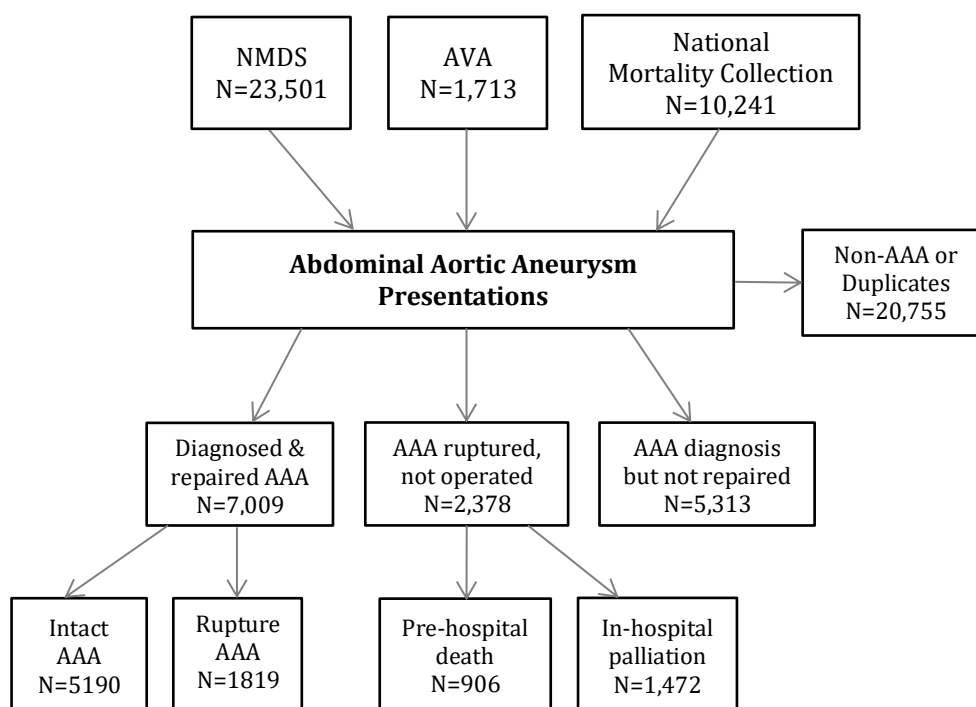 NMDS
N=23,501
AVA
N=1,713
National
Mortality Collection
N=10,241
Abdominal Aortic Aneurysm
Presentations
Non-AAA or
Duplicates
N=20,755
Diagnosed &
repaired AAA
N=7,009
AAA ruptured,
not operated
N=2,378
AAA diagnosis
but not repaired
N=5,313
Intact
AAA
N=5190
Rupture
AAA
N=1819
Pre-hospital
death
N=906
In-hospital
palliation
N=1,472